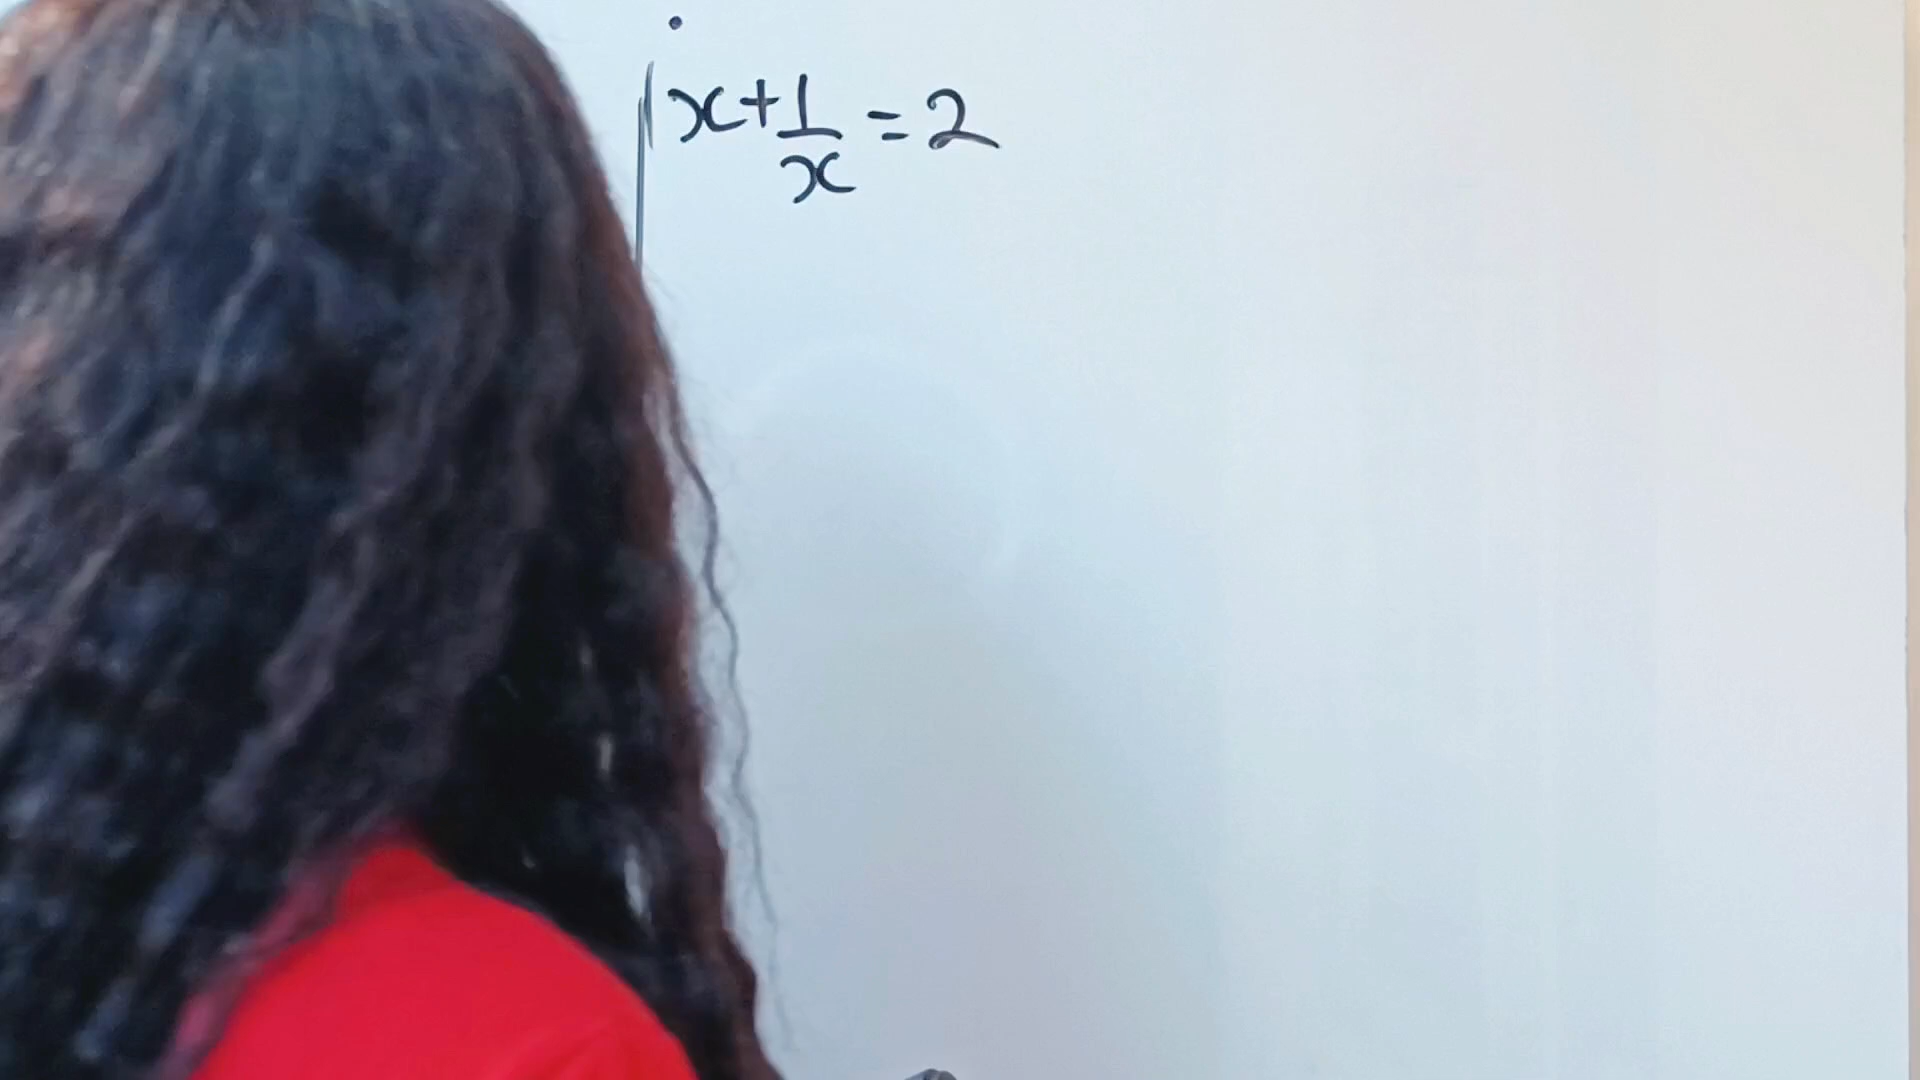 x + 1/x = 2